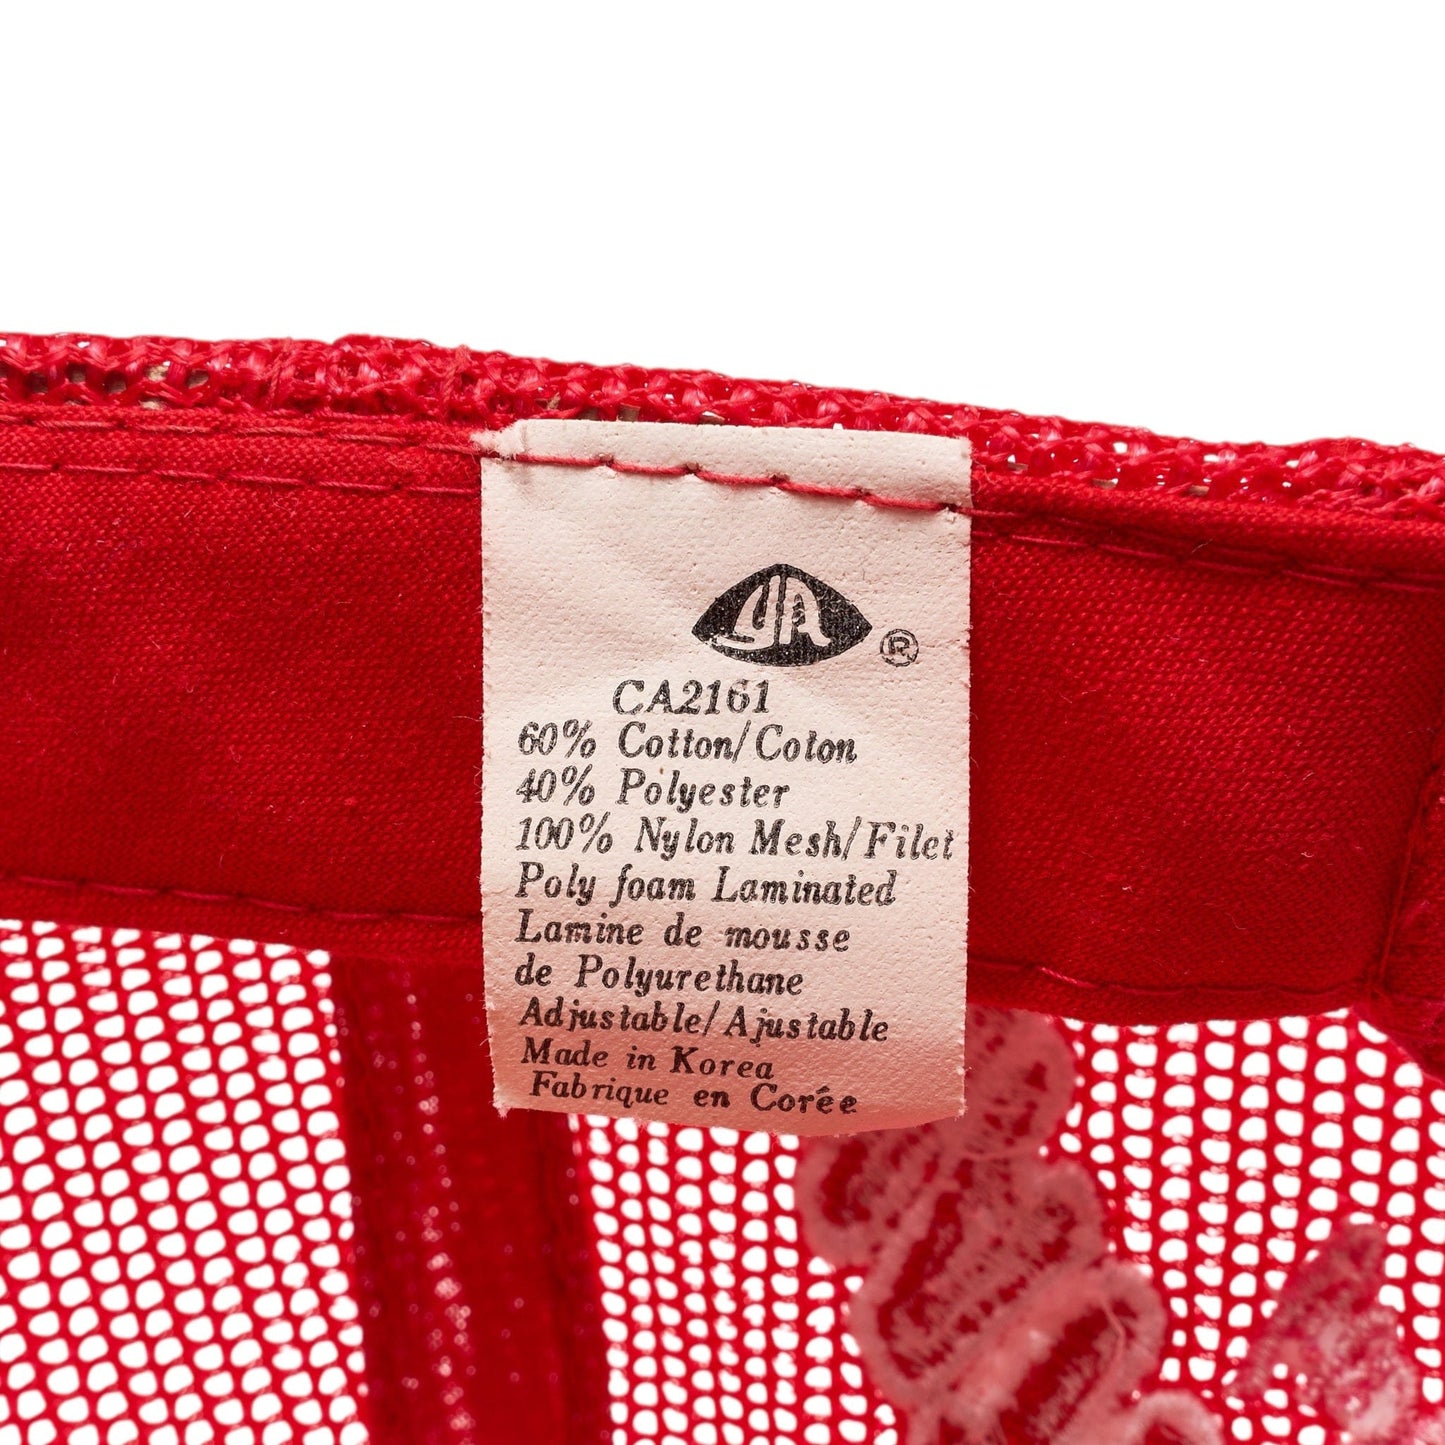 YA ®
CA2161
60% Cotton/Coton
40% Polyester
100% Nylon Mesh/Filet
Poly foam Laminated
Lamine de mousse
de Polyurethane
Adjustable/Ajustable
Made in Korea
Fabrique en Corée